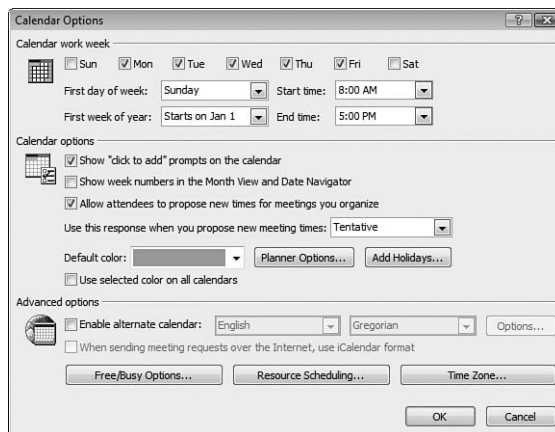 Calendar Options
Calendar work week
Sun Mon Tue Wed Thu Fri Sat
First day of week: Sunday Start time: 8:00 AM
First week of year: Starts on Jan 1 End time: 5:00 PM
Calendar options
Show "click to add" prompts on the calendar
Show week numbers in the Month View and Date Navigator
Allow attendees to propose new times for meetings you organize
Use this response when you propose new meeting times: Tentative
Default color: Planner Options... Add Holidays...
Use selected color on all calendars
Advanced options
Enable alternate calendar: English Gregorian Options...
When sending meeting requests over the Internet, use iCalendar format
Free/Busy Options... Resource Scheduling... Time Zone...
OK Cancel